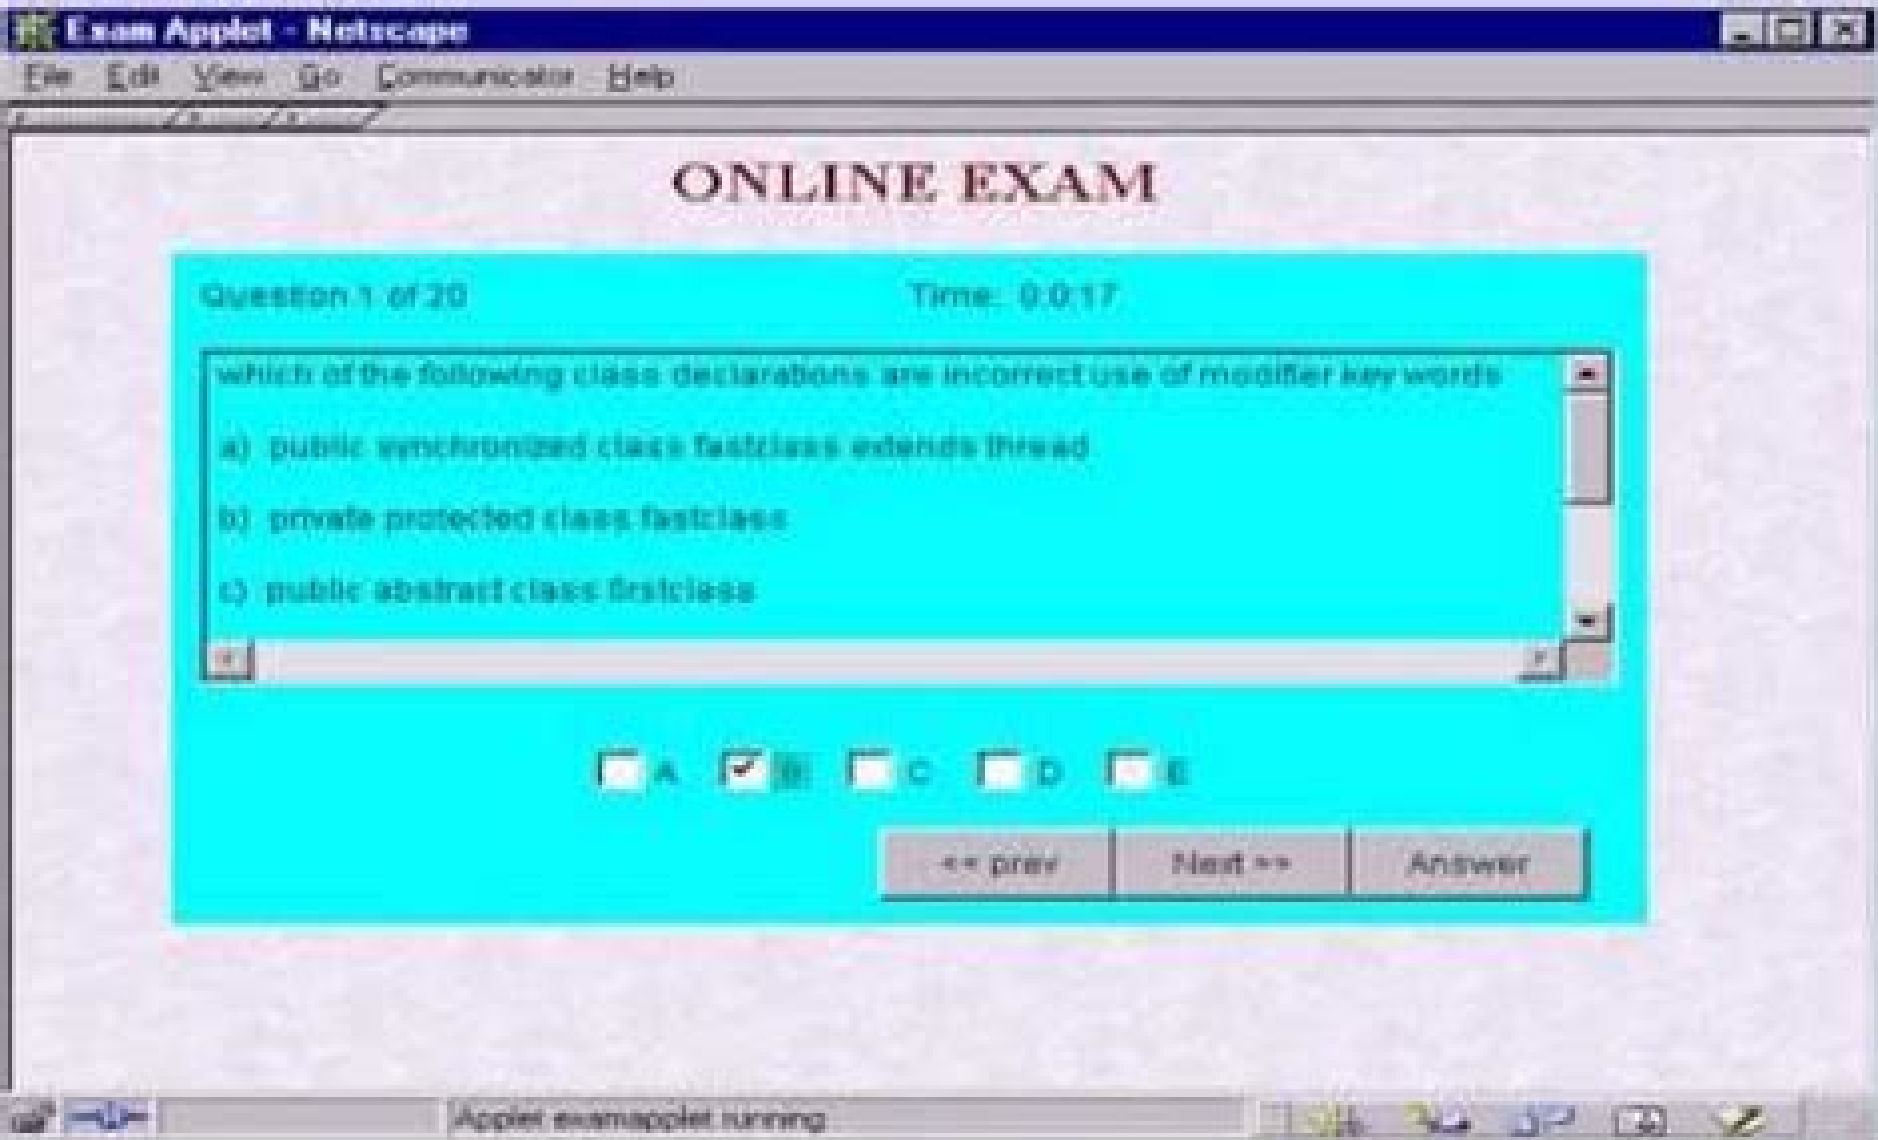 Exam Applet - Netscape
File Edit View Go Communicator Help
ONLINE EXAM
Question 1 of 20 Time: 0:0:17
which of the following class declarations are incorrect use of modifier key words
a) public synchronized class fastclass extends thread
b) private protected class fastclass
c) public abstract class firstclass
A B C D E
<< prev Next >> Answer
Applet examapplet running